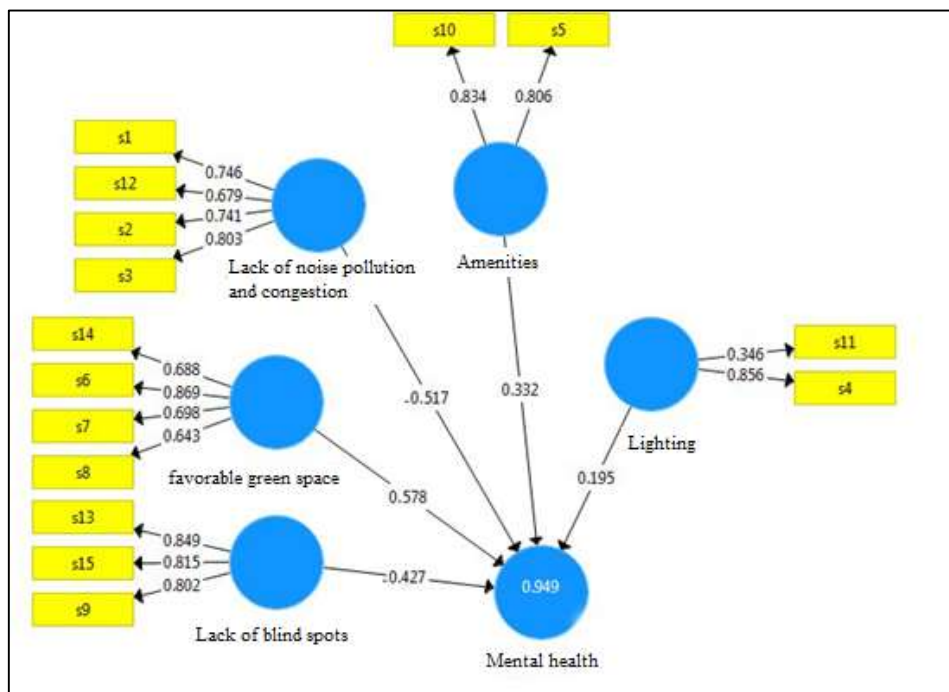 s10
s5
0.834
0.806
s1
s12
s2
s3
0.746
0.679
0.741
0.803
Lack of noise pollution
and congestion
Amenities
s14
s6
s7
s8
0.688
0.869
0.698
0.643
favorable green space
s11
s4
0.346
0.856
Lighting
-0.517
0.332
0.195
0.578
s13
s15
s9
0.849
0.815
0.802
Lack of blind spots
-0.427
0.949
Mental health